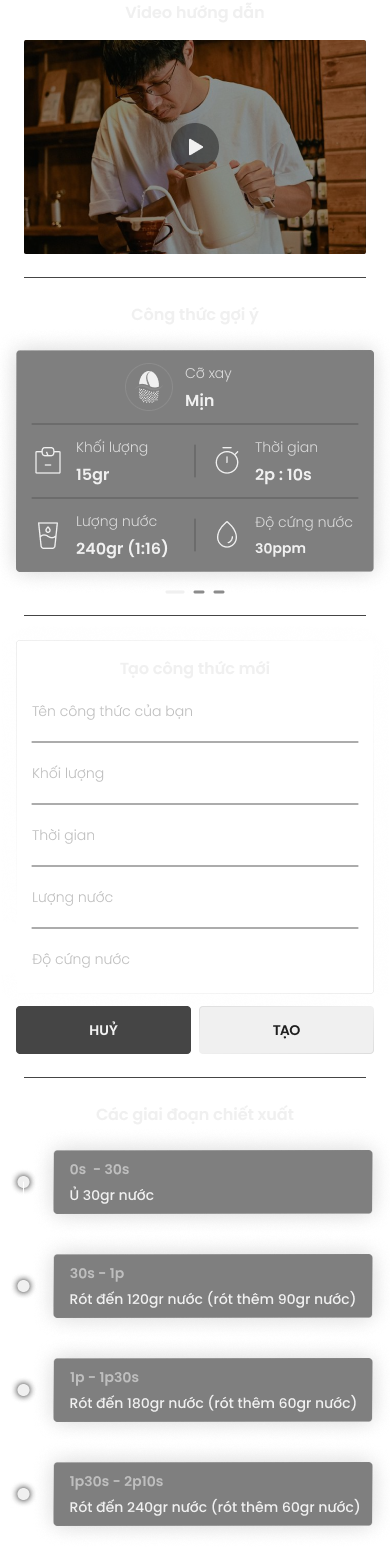 Video hướng dẫn
Công thức gợi ý
Cỡ xay
Mịn
Khối lượng
15gr
Thời gian
2p : 10s
Lượng nước
240gr (1:16)
Độ cứng nước
30ppm
Tạo công thức mới
Tên công thức của bạn
Khối lượng
Thời gian
Lượng nước
Độ cứng nước
HUỶ
TẠO
Các giai đoạn chiết xuất
0s - 30s
Ủ 30gr nước
30s - 1p
Rót đến 120gr nước (rót thêm 90gr nước)
1p - 1p30s
Rót đến 180gr nước (rót thêm 60gr nước)
1p30s - 2p10s
Rót đến 240gr nước (rót thêm 60gr nước)